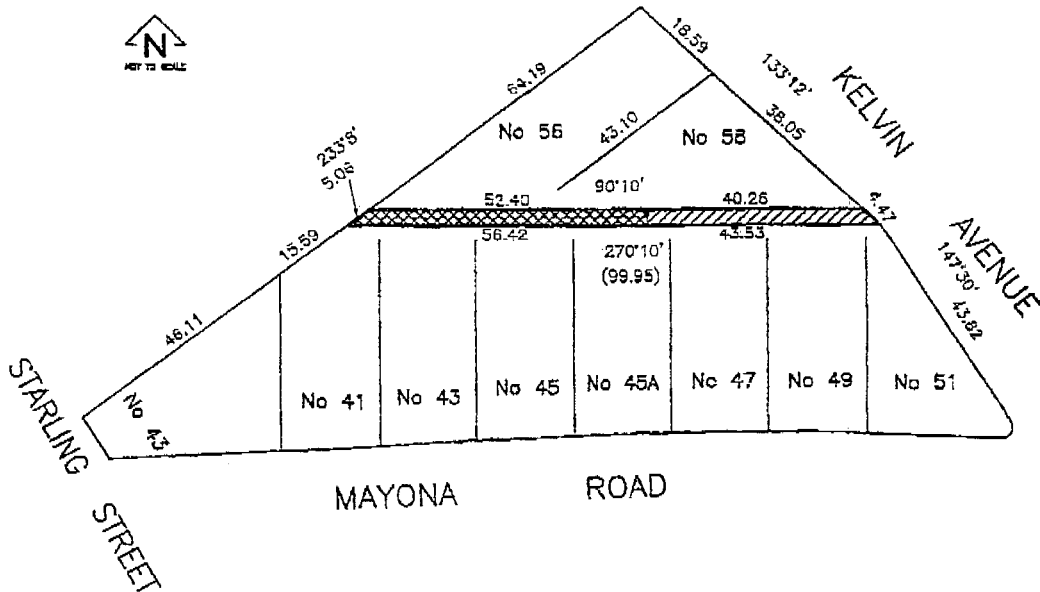 N
NOT TO SCALE
18.59
133°12'
KELVIN
64.19
No 56
43.10
No 58
38.05
233°8'
5.06
52.40
90°10'
40.26
4.47
56.42
270°10'
(99.95)
43.53
AVENUE
147°30'
43.82
15.59
46.11
STARLING
STREET
No 43
No 41
No 43
No 45
No 45A
No 47
No 49
No 51
MAYONA ROAD